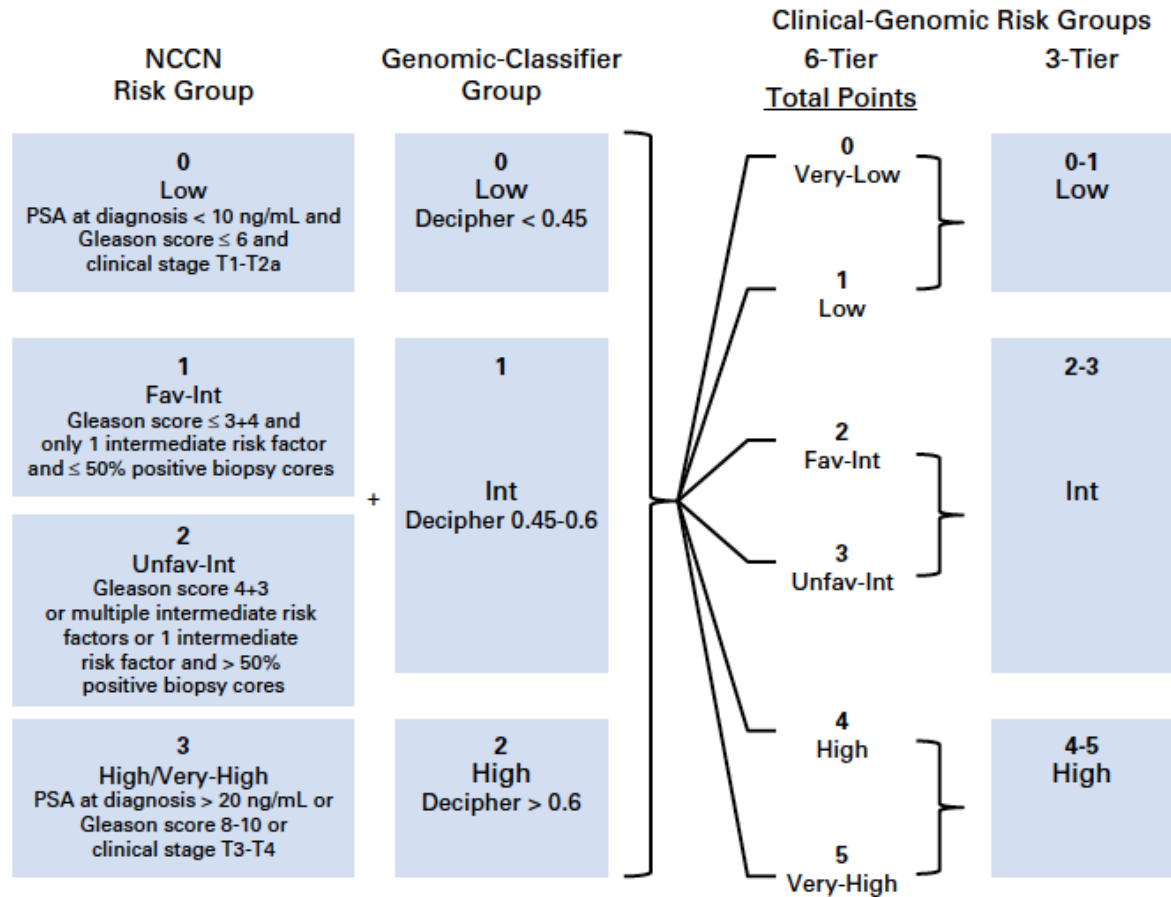 Clinical-Genomic Risk Groups
NCCN
Risk Group
Genomic-Classifier
Group
6-Tier
Total Points
3-Tier
0
Low
PSA at diagnosis < 10 ng/mL and
Gleason score ≤ 6 and
clinical stage T1-T2a
1
Fav-Int
Gleason score ≤ 3+4 and
only 1 intermediate risk factor
and ≤ 50% positive biopsy cores
2
Unfav-Int
Gleason score 4+3
or multiple intermediate risk
factors or 1 intermediate
risk factor and > 50%
positive biopsy cores
3
High/Very-High
PSA at diagnosis > 20 ng/mL or
Gleason score 8-10 or
clinical stage T3-T4
+
0
Low
Decipher < 0.45
1
Int
Decipher 0.45-0.6
2
High
Decipher > 0.6
0
Very-Low
1
Low
2
Fav-Int
3
Unfav-Int
4
High
5
Very-High
0-1
Low
2-3
Int
4-5
High